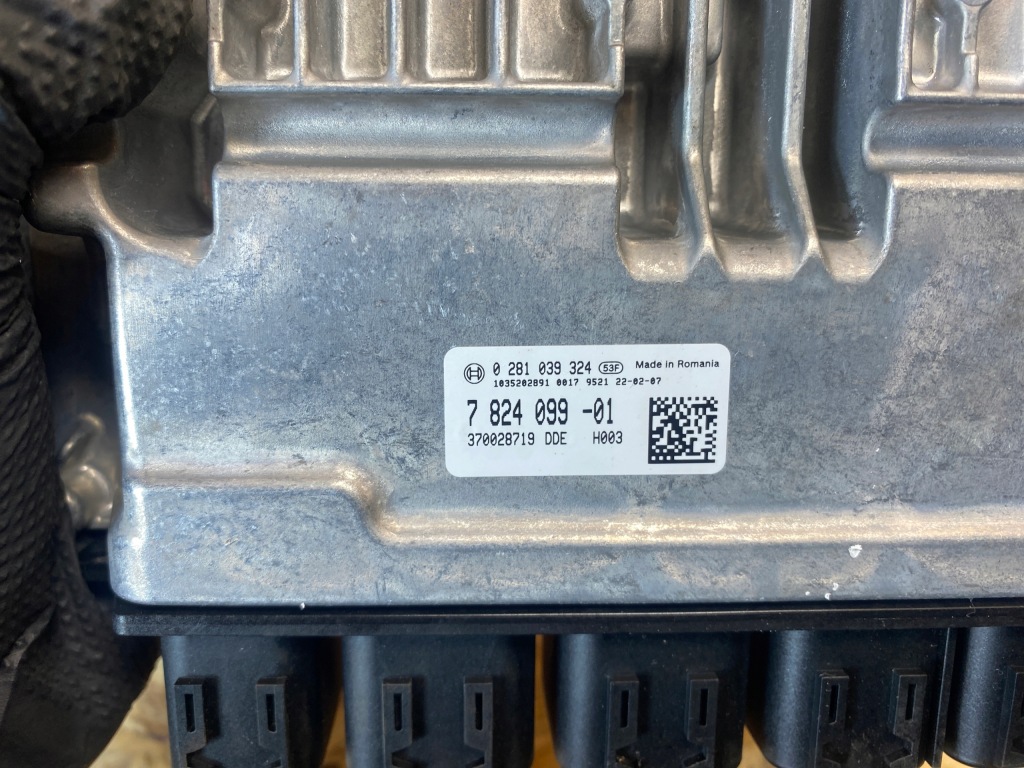 0 281 039 324 53F Made in Romania
1035202891 0017 9521 22-02-07
7 824 099 -01
370028719 DDE H003